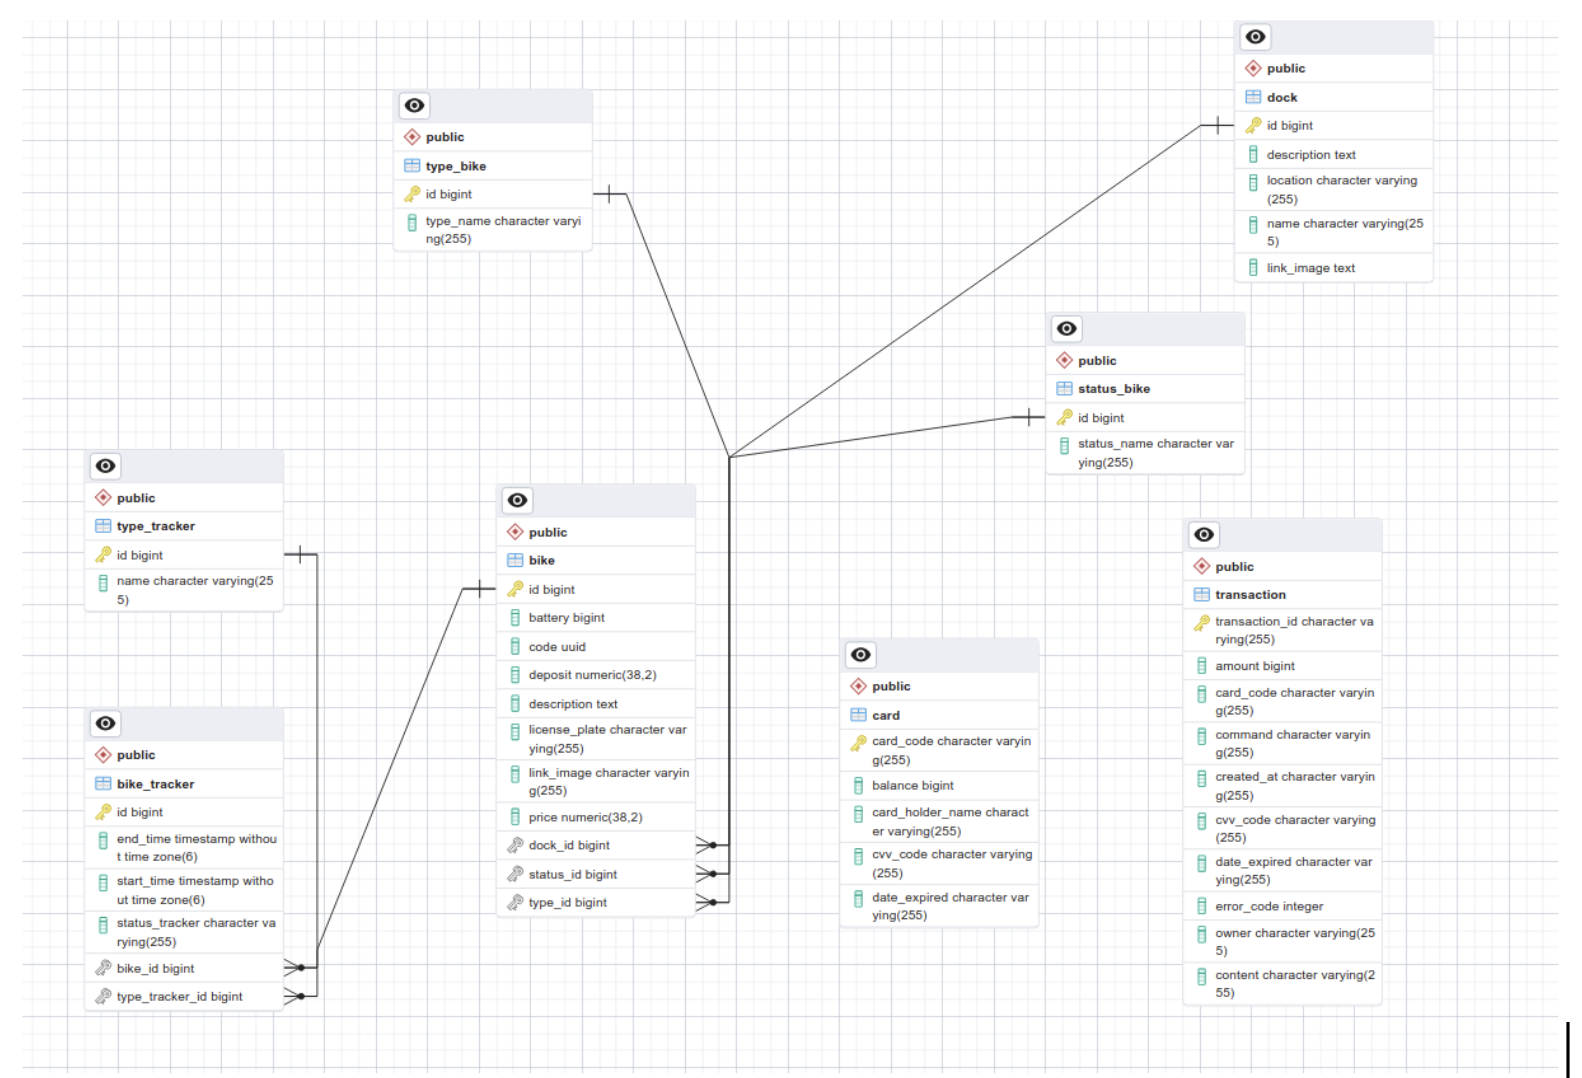 public
type_bike
id bigint
type_name character varyi
ng(255)
public
dock
id bigint
description text
location character varying
(255)
name character varying(25
5)
link_image text
public
status_bike
id bigint
status_name character var
ying(255)
public
type_tracker
id bigint
name character varying(25
5)
public
bike
id bigint
battery bigint
code uuid
deposit numeric(38,2)
description text
license_plate character var
ying(255)
link_image character varyin
g(255)
price numeric(38,2)
dock_id bigint
status_id bigint
type_id bigint
public
transaction
transaction_id character va
rying(255)
amount bigint
card_code character varyin
g(255)
command character varyin
g(255)
created_at character varyin
g(255)
cvv_code character varying
(255)
date_expired character var
ying(255)
error_code integer
owner character varying(25
5)
content character varying(2
55)
public
card
card_code character varyin
g(255)
balance bigint
card_holder_name charact
er varying(255)
cvv_code character varying
(255)
date_expired character var
ying(255)
public
bike_tracker
id bigint
end_time timestamp withou
t time zone(6)
start_time timestamp witho
ut time zone(6)
status_tracker character va
rying(255)
bike_id bigint
type_tracker_id bigint